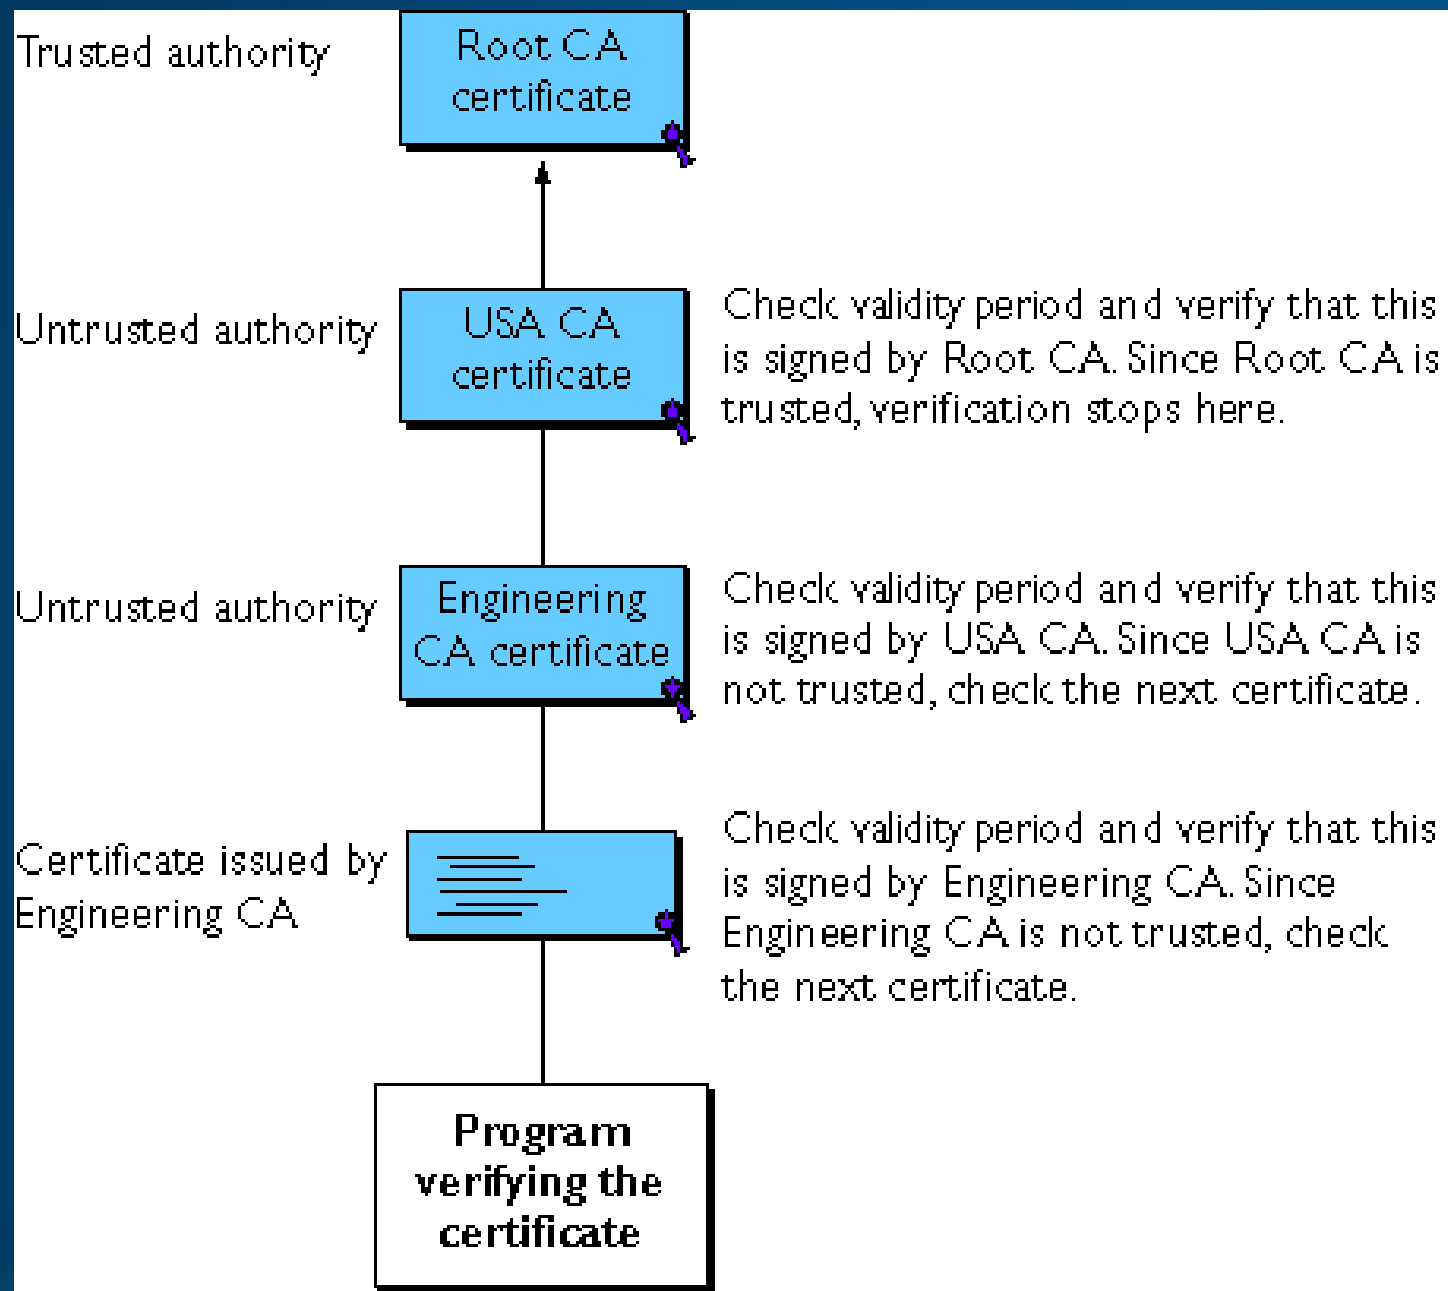 Trusted authority
Root CA
certificate
Untrusted authority
USA CA
certificate
Check validity period and verify that this
is signed by Root CA. Since Root CA is
trusted, verification stops here.
Untrusted authority
Engineering
CA certificate
Check validity period and verify that this
is signed by USA CA. Since USA CA is
not trusted, check the next certificate.
Certificate issued by
Engineering CA
Check validity period and verify that this
is signed by Engineering CA. Since
Engineering CA is not trusted, check
the next certificate.
Program
verifying the
certificate